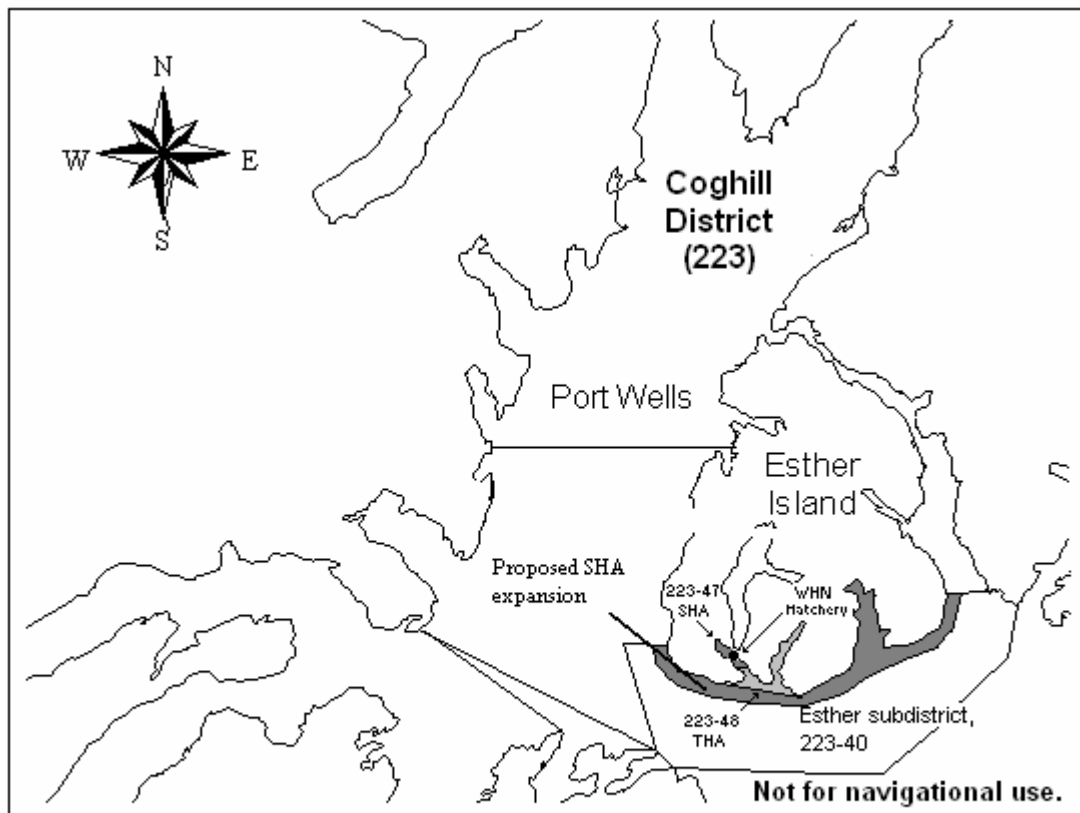 N
W
E
S
Coghill
District
(223)
Port Wells
Esther
Island
Proposed SHA
expansion
223-47
SHA
WHN
Hatchery
223-48
THA
Esther subdistrict,
223-40
Not for navigational use.